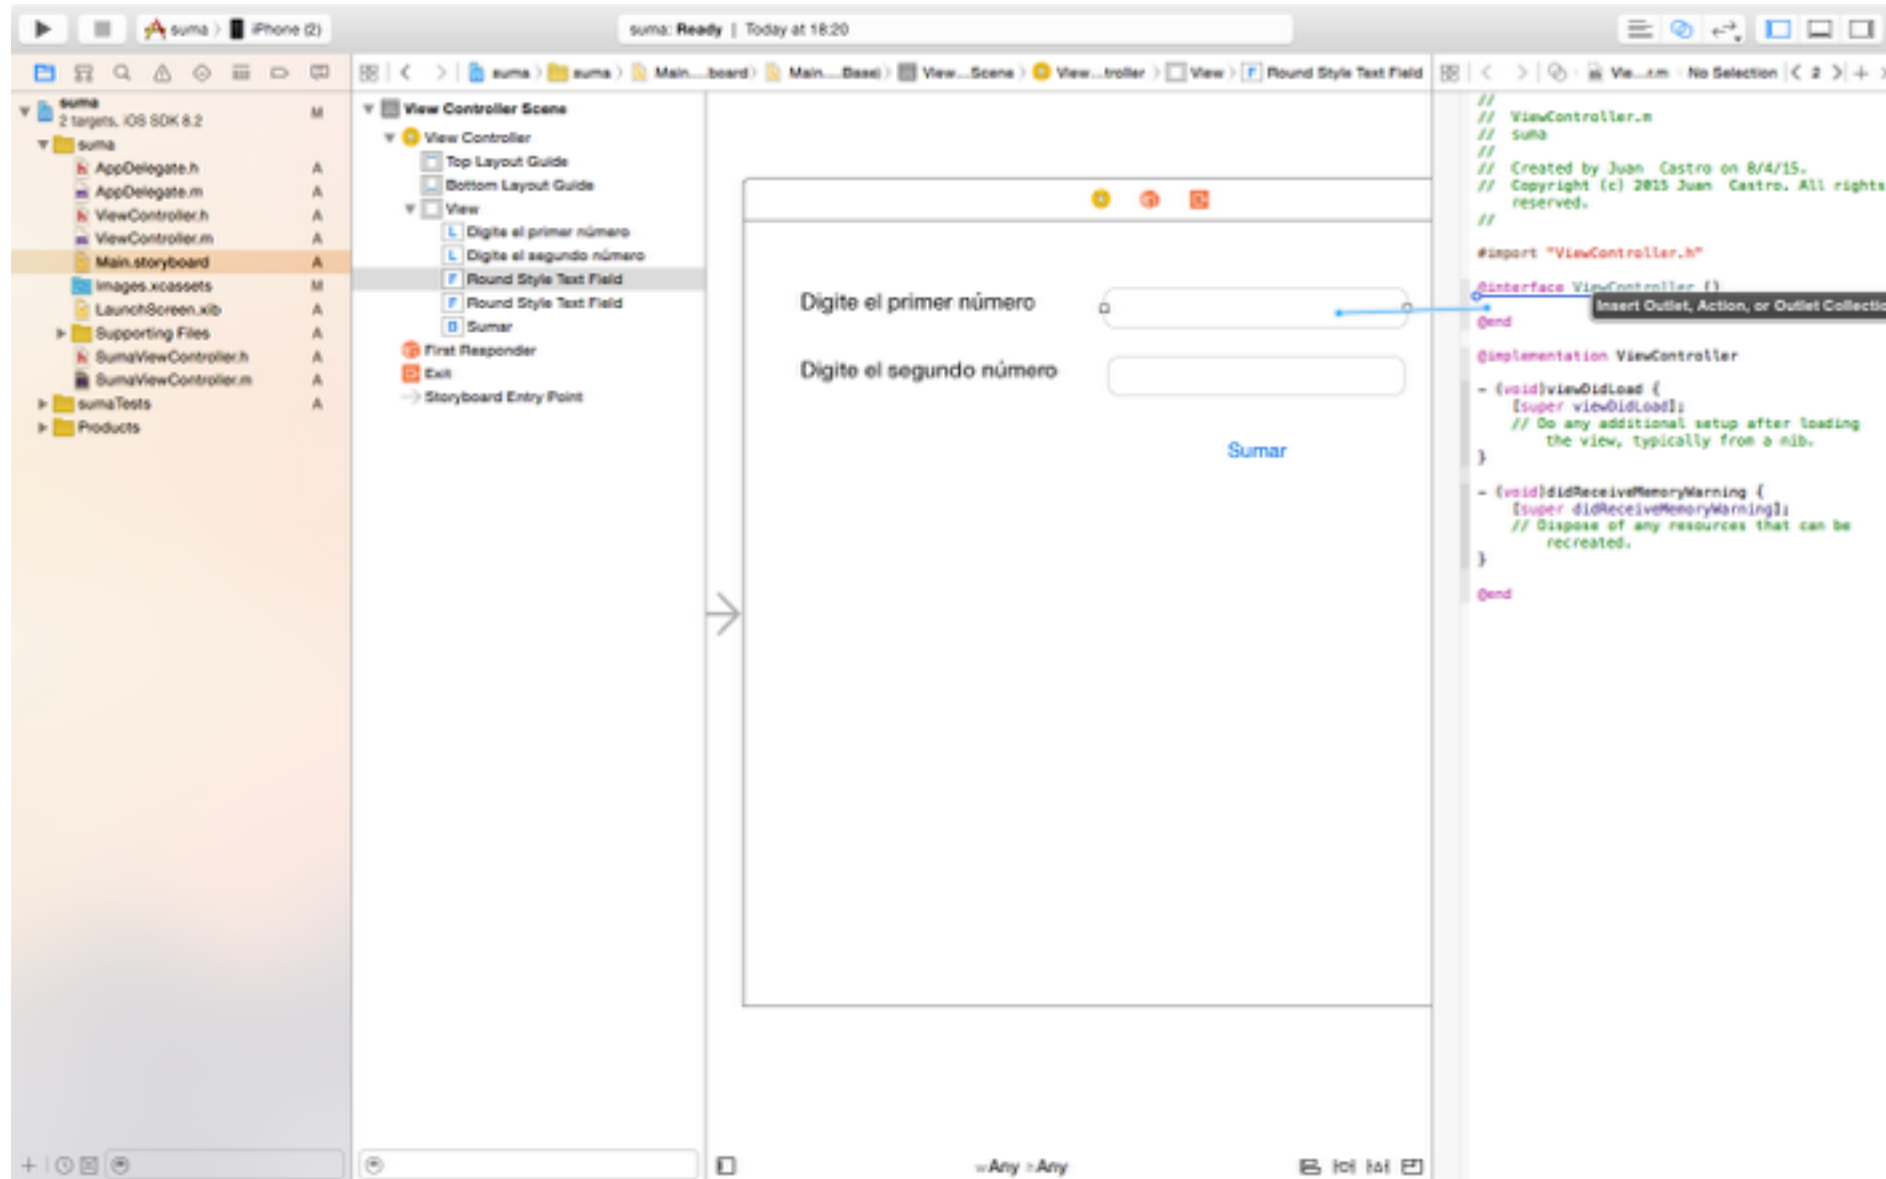 suma iPhone (2)
suma: Ready | Today at 18:20
suma suma Main....board) Main....Base) View...Scene View...troller View Round Style Text Field
Vie...r.m No Selection 2
suma M
2 targets, iOS SDK 8.2
suma
AppDelegate.h A
AppDelegate.m A
ViewController.h A
ViewController.m A
Main.storyboard A
Images.xcassets M
LaunchScreen.xib A
Supporting Files A
SumaViewController.h A
SumaViewController.m A
sumaTests A
Products
View Controller Scene
View Controller
Top Layout Guide
Bottom Layout Guide
View
L Digite el primer número
L Digite el segundo número
F Round Style Text Field
F Round Style Text Field
B Sumar
First Responder
Exit
Storyboard Entry Point
Digite el primer número
Digite el segundo número
Sumar
wAny hAny
//
// ViewController.m
// suma
//
// Created by Juan Castro on 8/4/15.
// Copyright (c) 2015 Juan Castro. All rights
reserved.
//
#import "ViewController.h"
@interface ViewController ()
Insert Outlet, Action, or Outlet Collectio
@end
@implementation ViewController
- (void)viewDidLoad {
[super viewDidLoad];
// Do any additional setup after loading
the view, typically from a nib.
}
- (void)didReceiveMemoryWarning {
[super didReceiveMemoryWarning];
// Dispose of any resources that can be
recreated.
}
@end